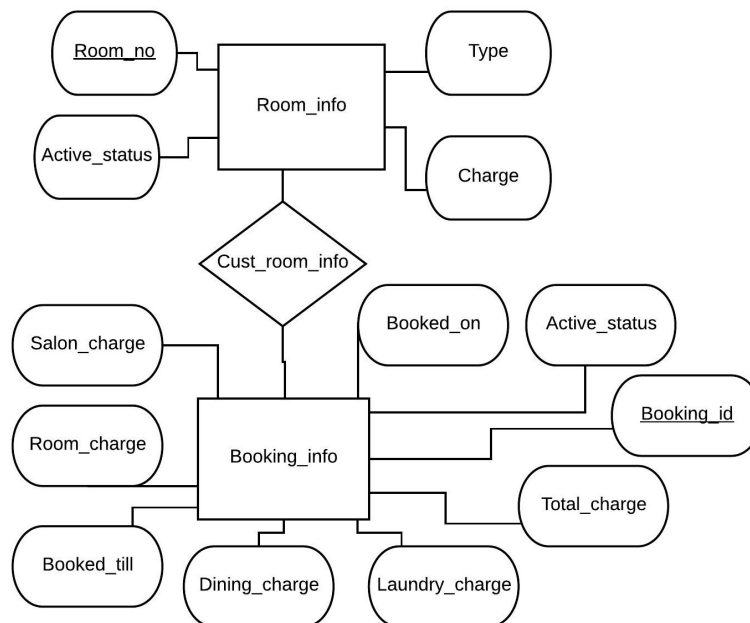 Room_no
Type
Room_info
Active_status
Charge
Cust_room_info
Booked_on
Active_status
Salon_charge
Booking_id
Room_charge
Booking_info
Total_charge
Booked_till
Dining_charge
Laundry_charge